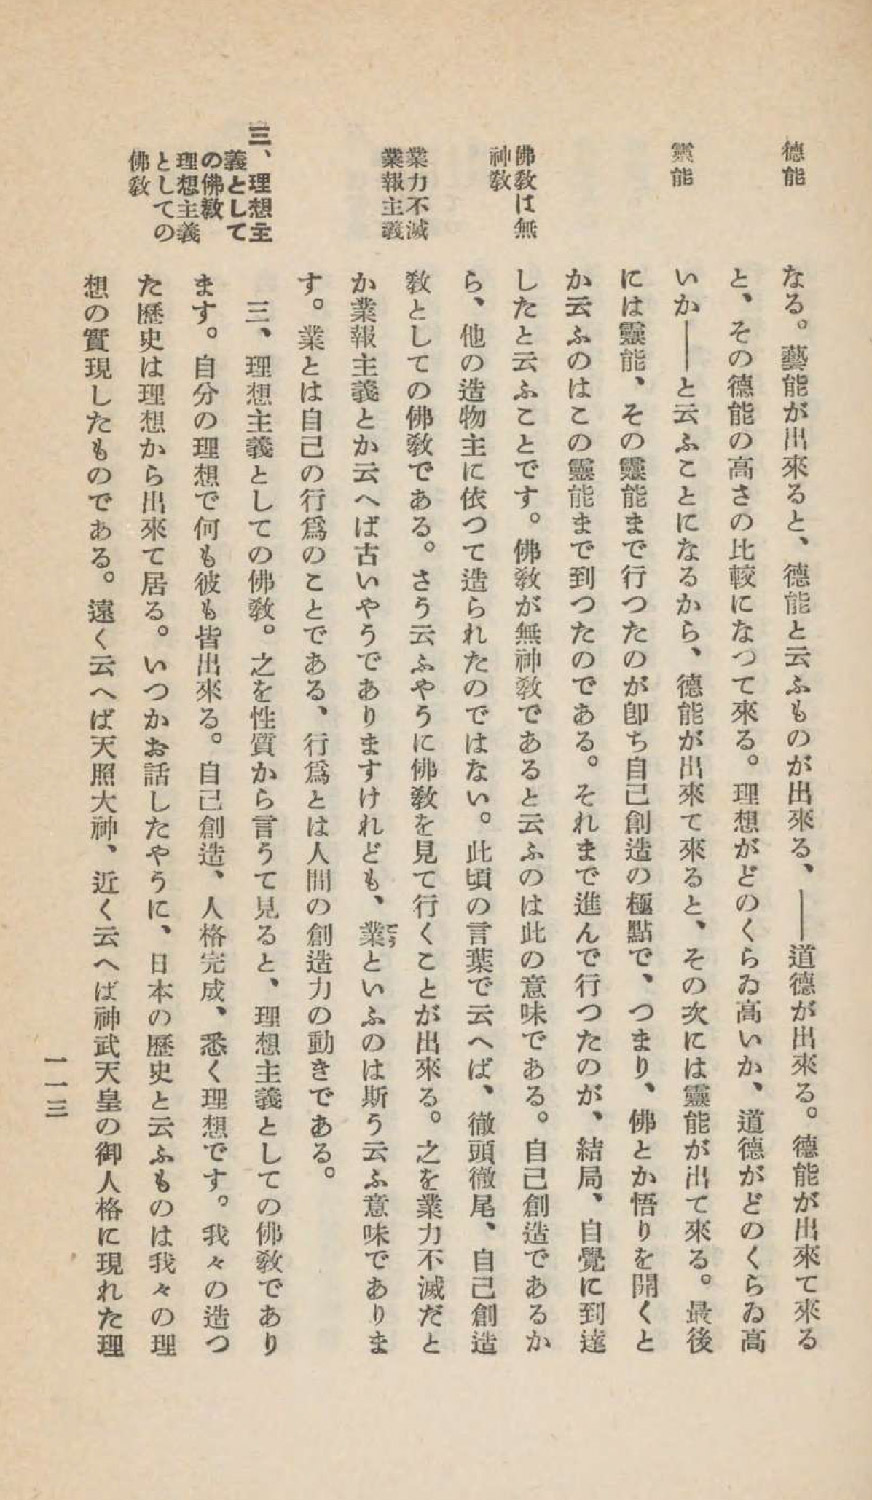 德能
靈能
佛敎は無
神敎
業力不滅
業報主義
三、理想主
義として
の佛敎
理想主義
としての
佛敎
なる。藝能が出來ると、德能と云ふものが出來る、――道德が出來る。德能が出來て來る
と、その德能の高さの比較になつて來る。理想がどのくらゐ高いか、道德がどのくらゐ高
いか――と云ふことになるから、德能が出來て來ると、その次には靈能が出て來る。最後
には靈能、その靈能まで行つたのが卽ち自己創造の極點で、つまり、佛とか悟りを開くと
か云ふのはこの靈能まで到つたのである。それまで進んで行つたのが、結局、自覺に到達
したと云ふことです。佛敎が無神敎であると云ふのは此の意味である。自己創造であるか
ら、他の造物主に依つて造られたのではない。此頃の言葉で云へば、徹頭徹尾、自己創造
敎としての佛敎である。さう云ふやうに佛敎を見て行くことが出來る。之を業力不滅だと
か業報主義とか云へば古いやうでありますけれども、業といふのは斯う云ふ意味でありま
す。業とは自己の行爲のことである、行爲とは人間の創造力の動きである。
三、理想主義としての佛敎。之を性質から言うて見ると、理想主義としての佛敎であり
ます。自分の理想で何も彼も皆出來る。自己創造、人格完成、悉く理想です。我々の造つ
た歷史は理想から出來て居る。いつかお話したやうに、日本の歷史と云ふものは我々の理
想の實現したものである。遠く云へば天照大神、近く云へば神武天皇の御人格に現れた理
一一三